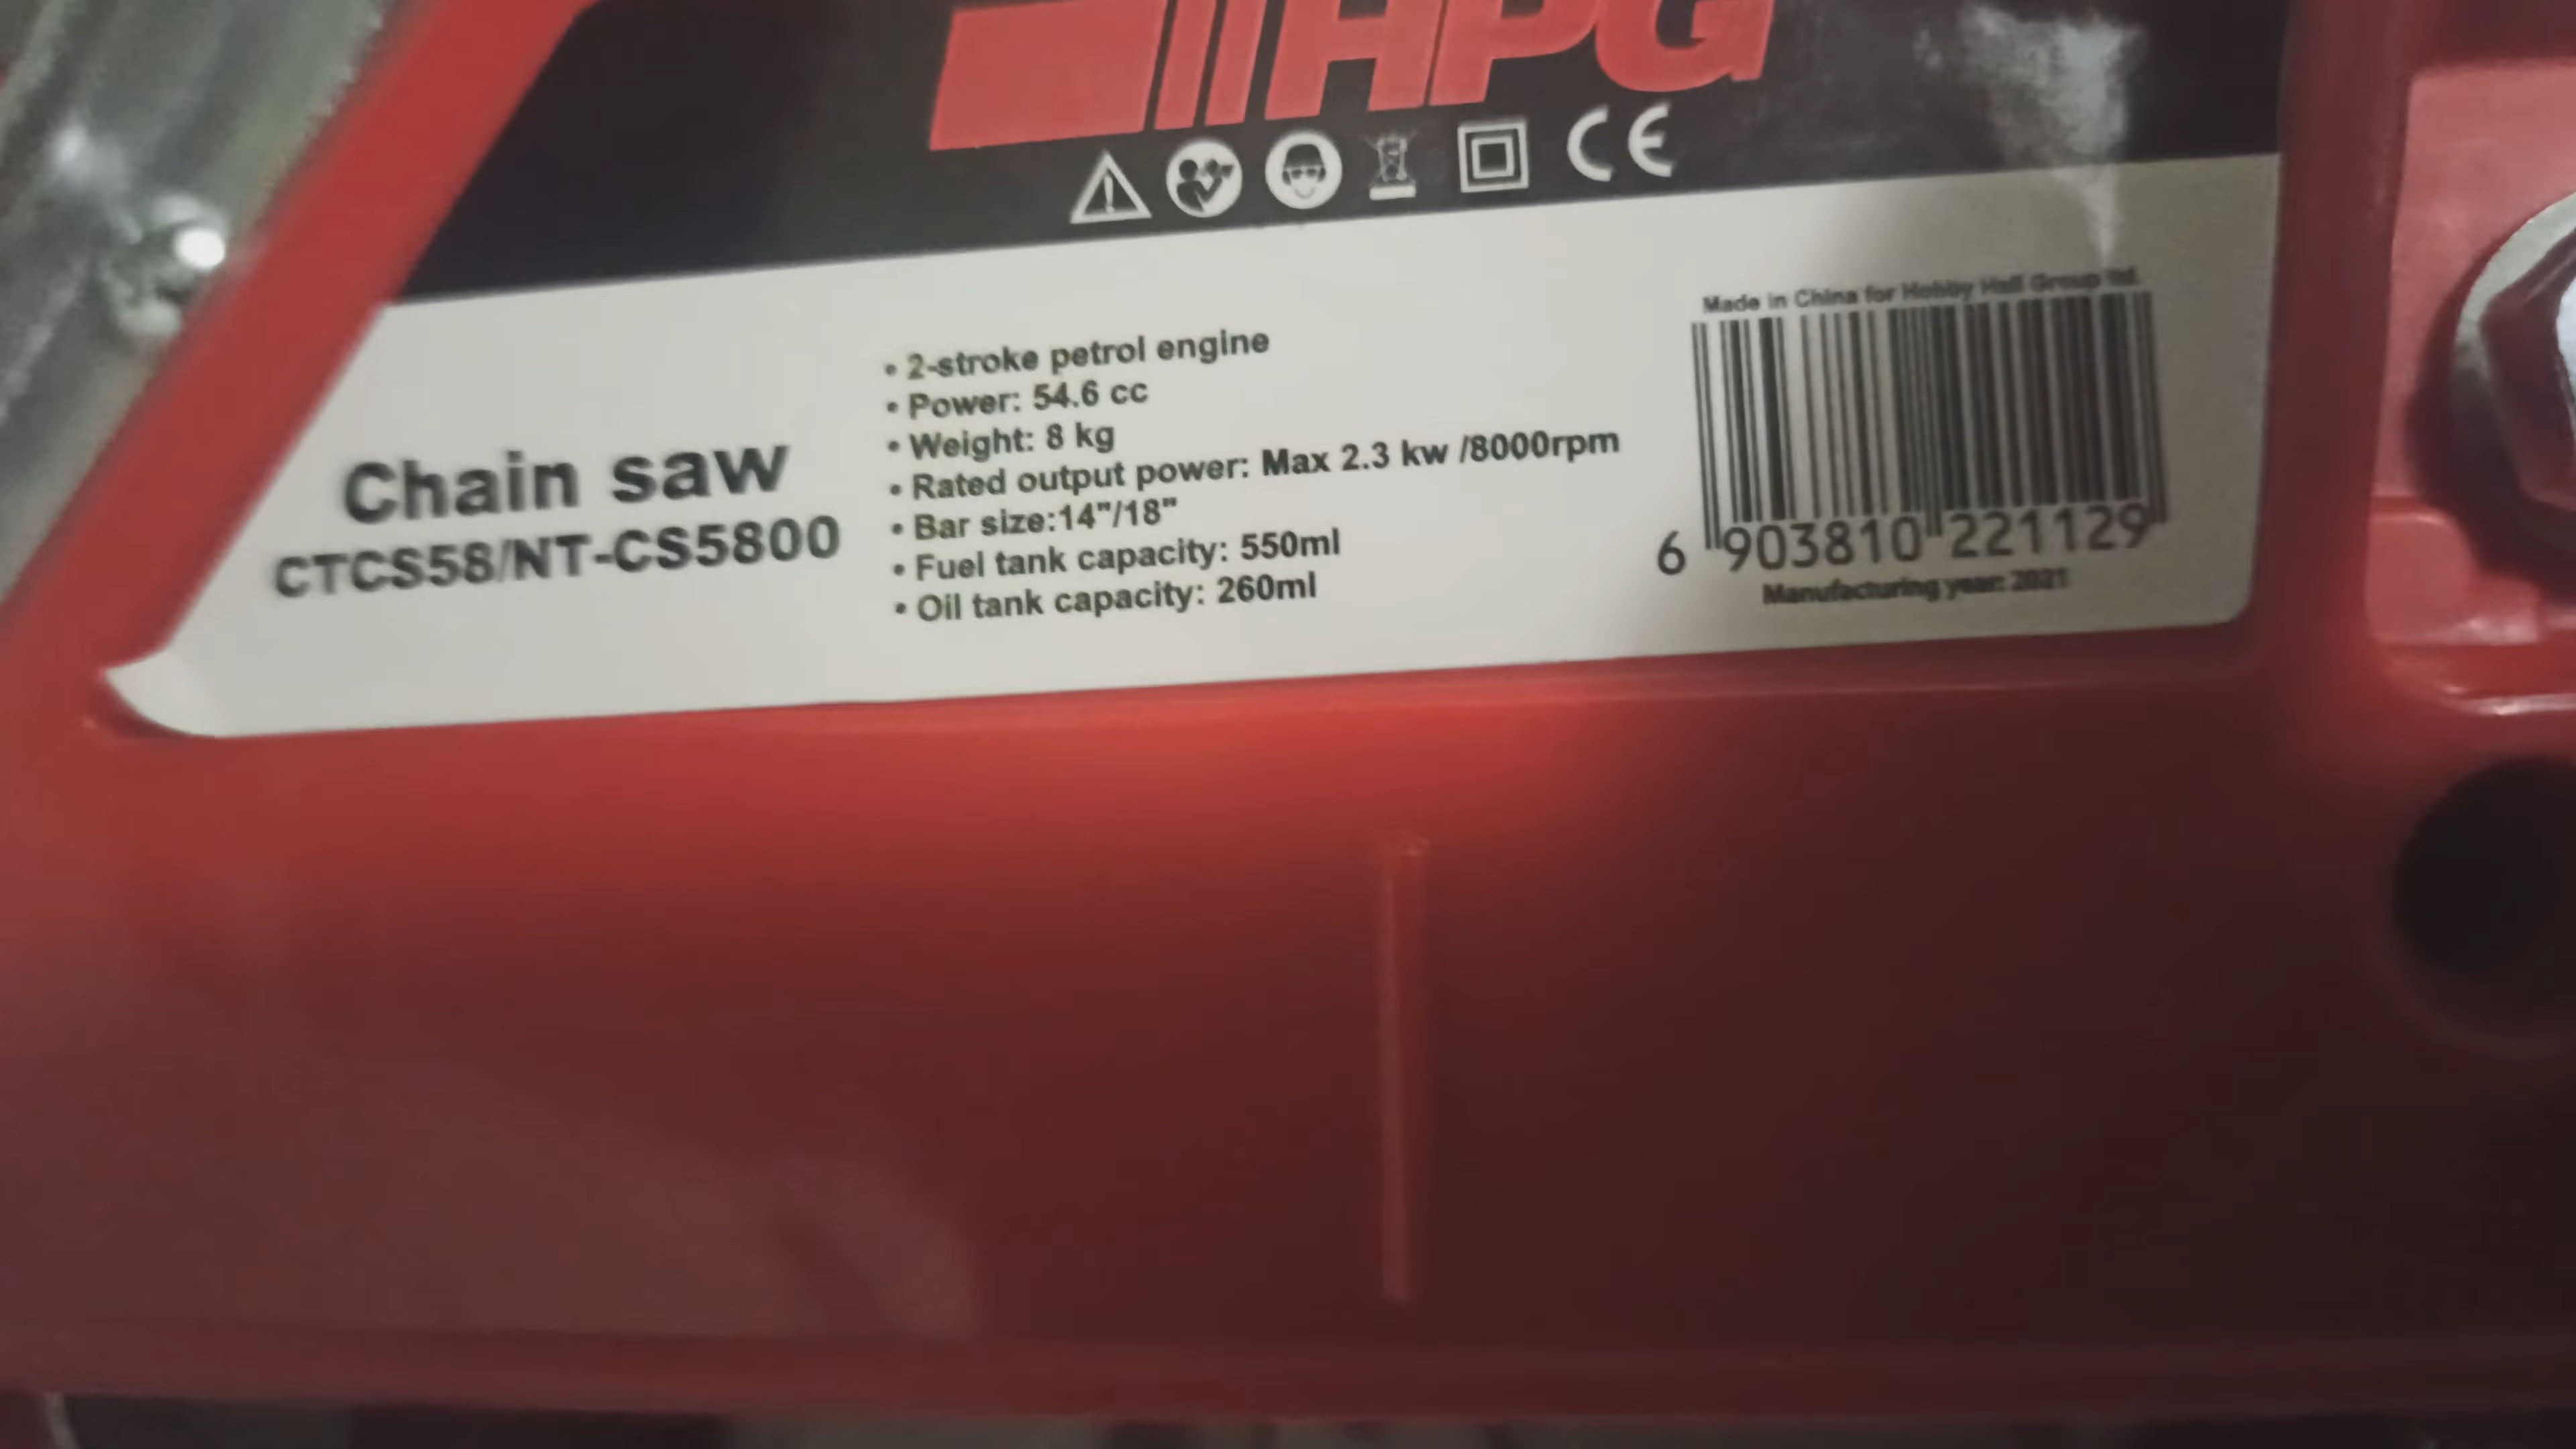 HPG
CE
Chain saw
CTCS58/NT-CS5800
• 2-stroke petrol engine
• Power: 54.6 cc
• Weight: 8 kg
• Rated output power: Max 2.3 kw /8000rpm
• Bar size:14"/18"
• Fuel tank capacity: 550ml
• Oil tank capacity: 260ml
Made in China for Hobby Hall Group ltd.
6 903810 221129
Manufacturing year: 2021